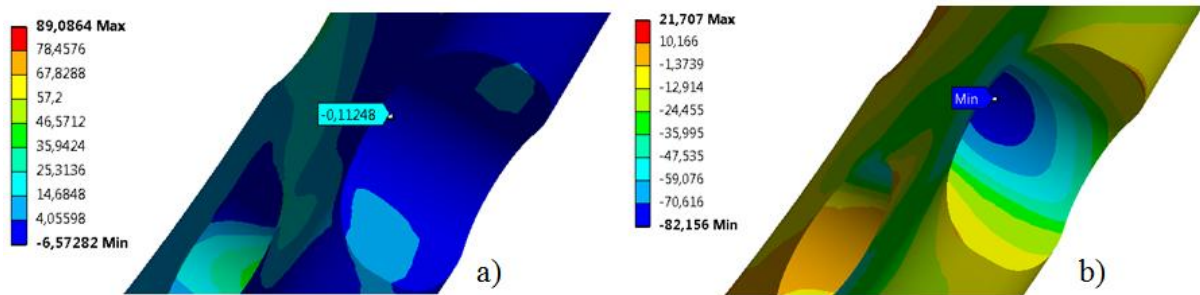 89,0864 Max
78,4576
67,8288
57,2
46,5712
35,9424
25,3136
14,6848
4,05598
-6,57282 Min
-0,11248
a)
21,707 Max
10,166
-1,3739
-12,914
-24,455
-35,995
-47,535
-59,076
-70,616
-82,156 Min
Min
b)